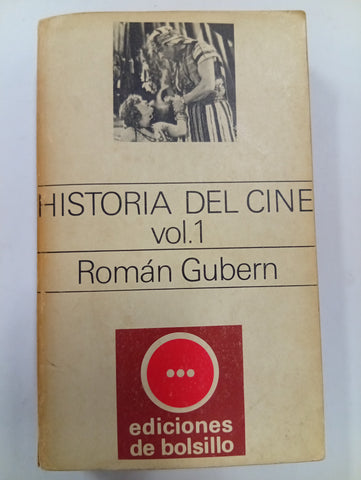 HISTORIA DEL CINE
vol.1
Román Gubern
ediciones
de bolsillo